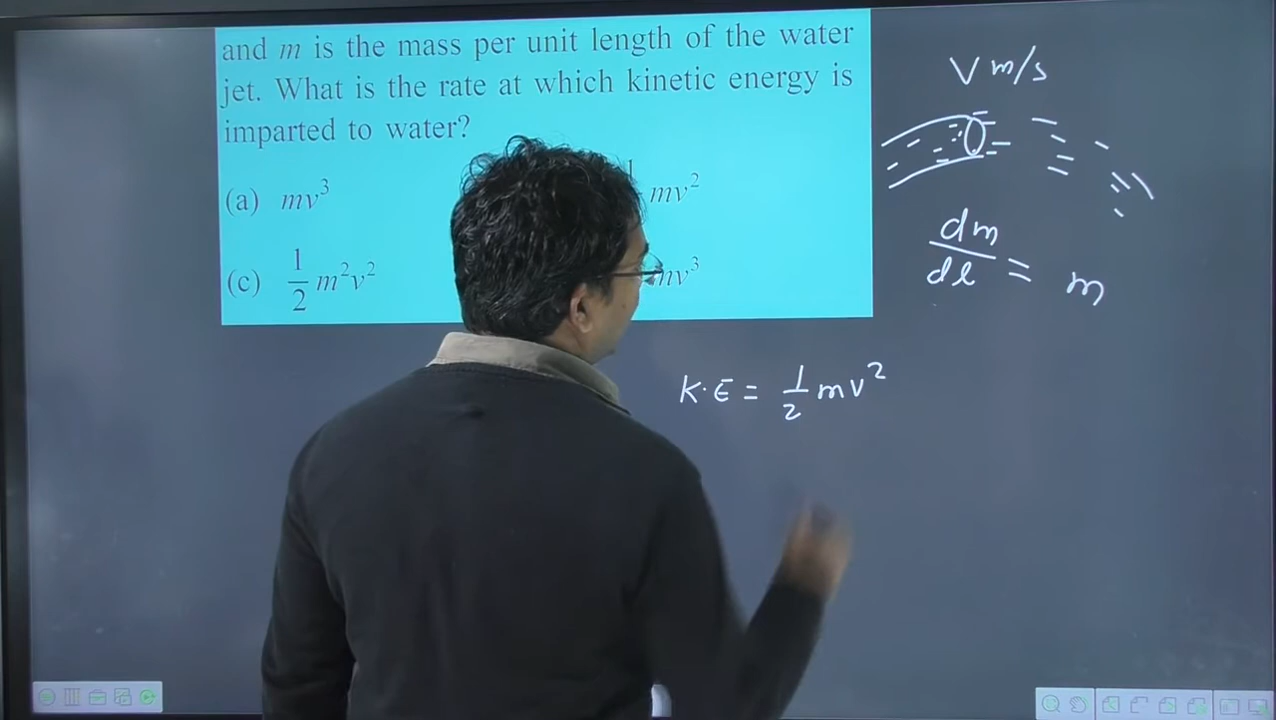 and m is the mass per unit length of the water
jet. What is the rate at which kinetic energy is
imparted to water?
(a) mv³
mv²
(c) 1/2 m²v²
mv³
V m/s
dm/dl = m
K.E = 1/2 mv²